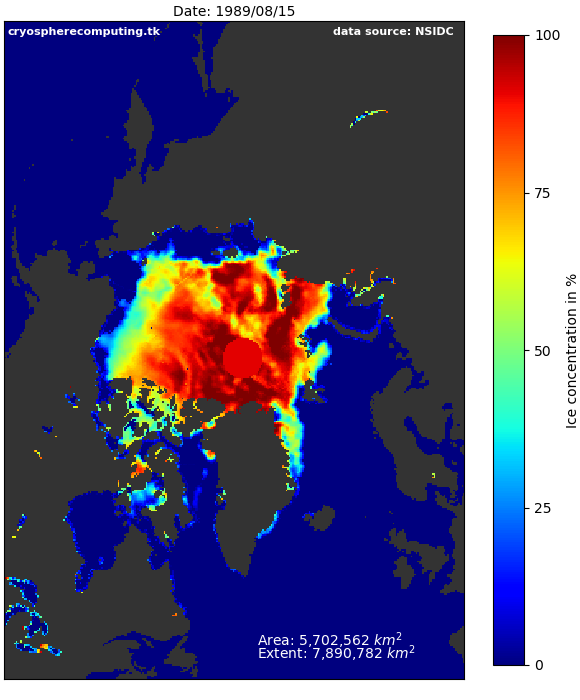 Date: 1989/08/15
cryospherecomputing.tk data source: NSIDC
100
75
50
25
0
Ice concentration in %
Area: 5,702,562 km²
Extent: 7,890,782 km²